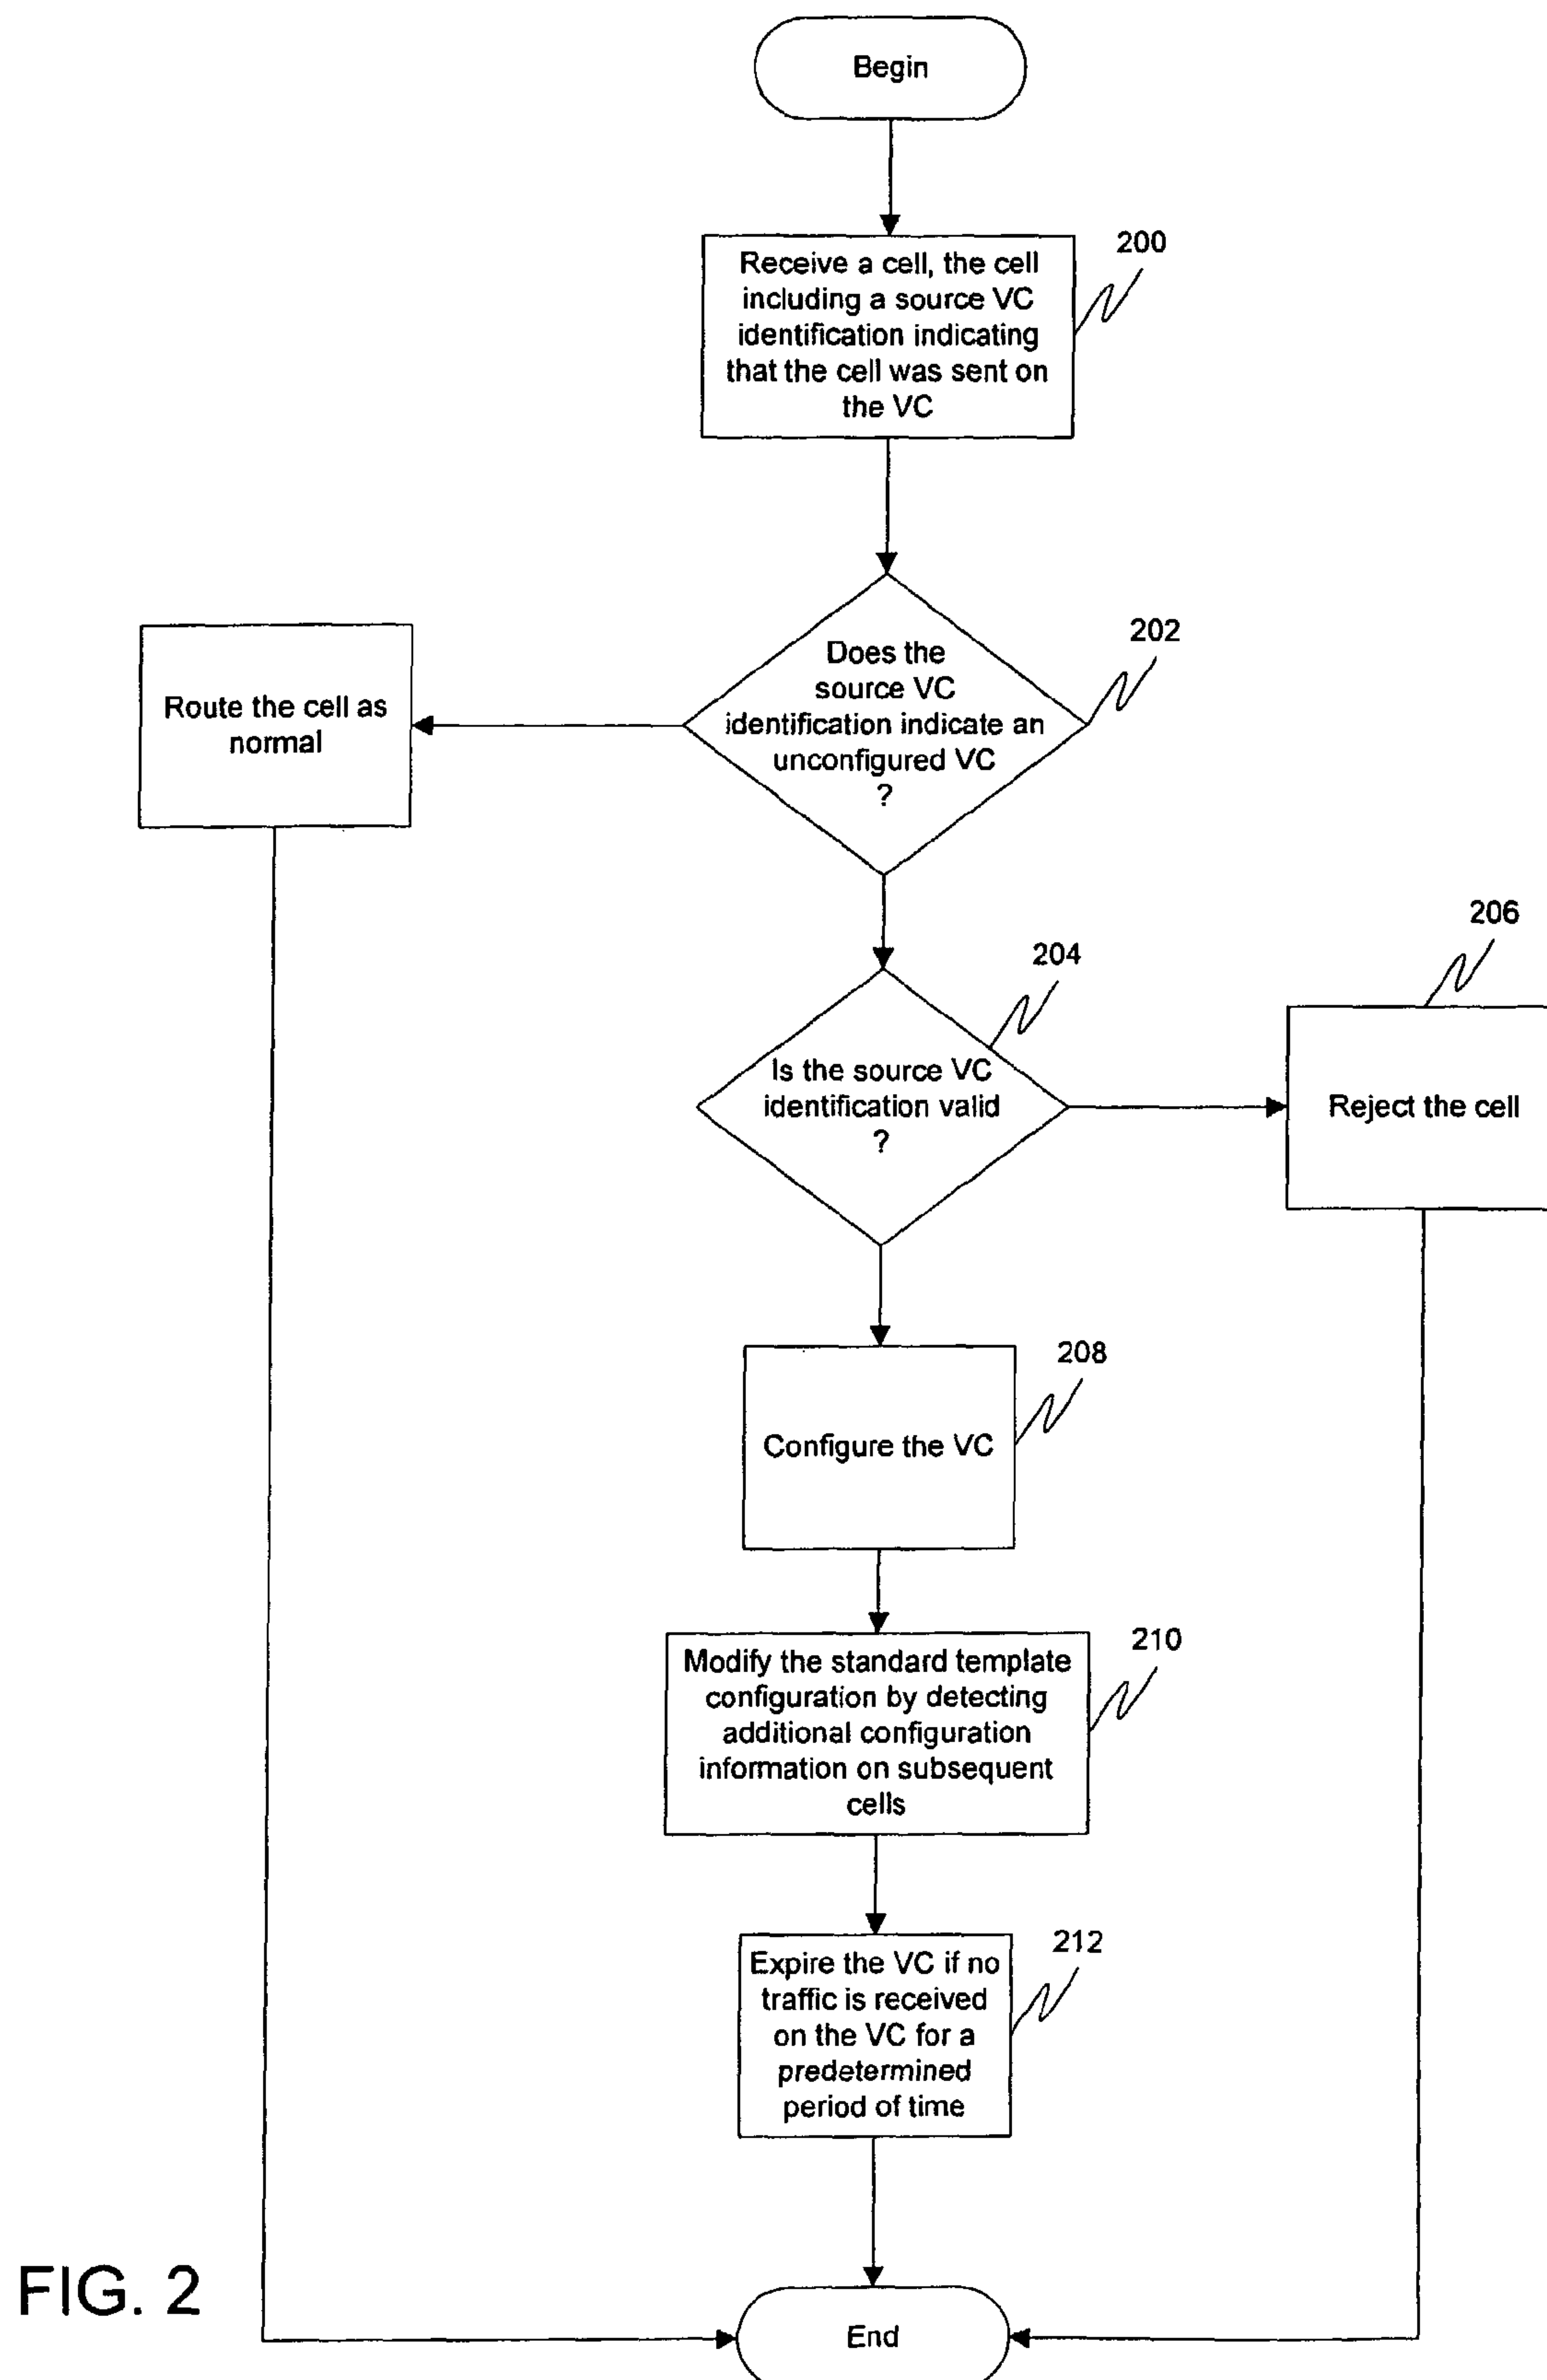 Begin
200
Receive a cell, the cell
including a source VC
identification indicating
that the cell was sent on
the VC
202
Does the
source VC
identification indicate an
unconfigured VC
?
Route the cell as
normal
204
Is the source VC
identification valid
?
206
Reject the cell
208
Configure the VC
210
Modify the standard template
configuration by detecting
additional configuration
information on subsequent
cells
212
Expire the VC if no
traffic is received
on the VC for a
predetermined
period of time
FIG. 2
End